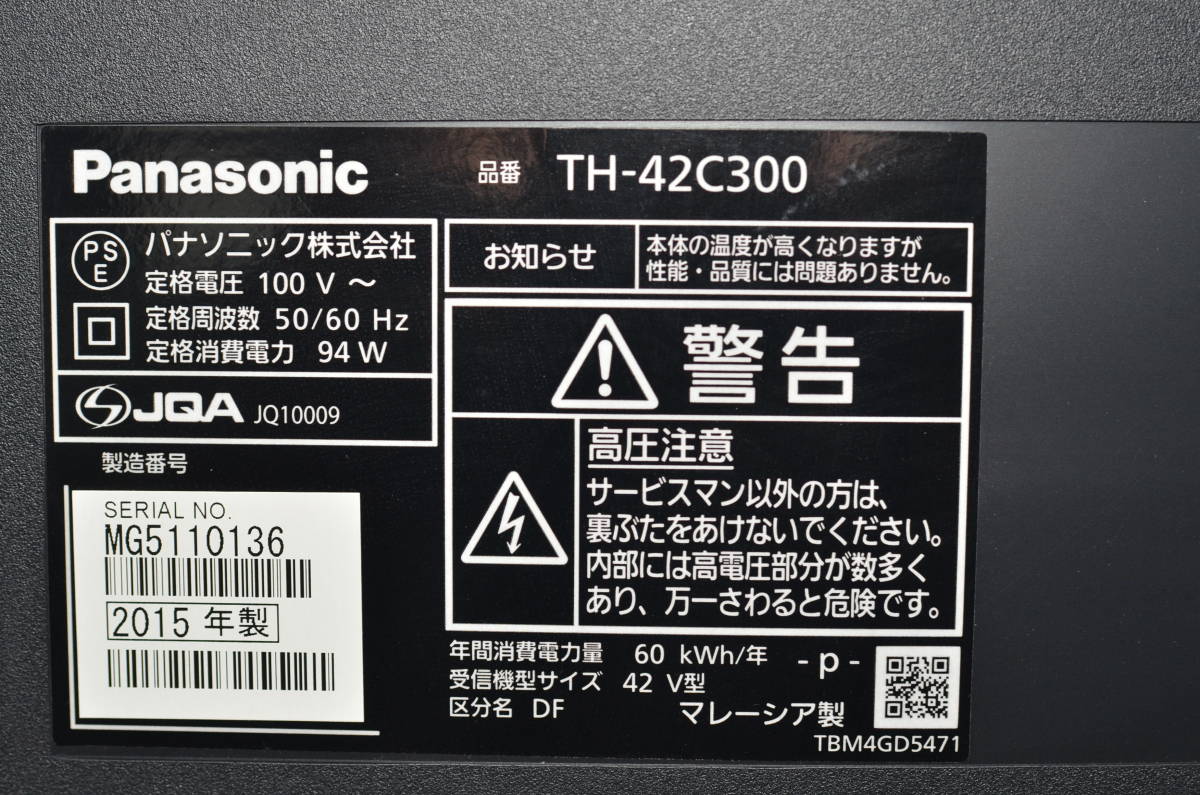 Panasonic 品番 TH-42C300
PS E
パナソニック株式会社
定格電圧 100 V ～
定格周波数 50/60 Hz
定格消費電力 94 W
JQA JQ10009
製造番号
SERIAL NO.
MG5110136
2015 年製
お知らせ
本体の温度が高くなりますが
性能・品質には問題ありません。
警告
高圧注意
サービスマン以外の方は、
裏ぶたをあけないでください。
内部には高電圧部分が数多く
あり、万一さわると危険です。
年間消費電力量 60 kWh/年 - p -
受信機型サイズ 42 V型
区分名 DF マレーシア製
TBM4GD5471